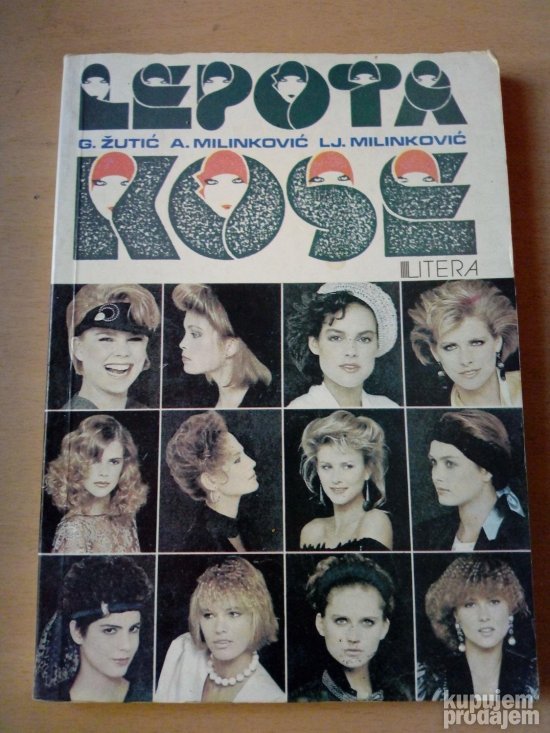 LEPOTA
G. ŽUTIĆ A. MILINKOVIĆ LJ. MILINKOVIĆ
KOSE
LITERA
kupujem
prodajem